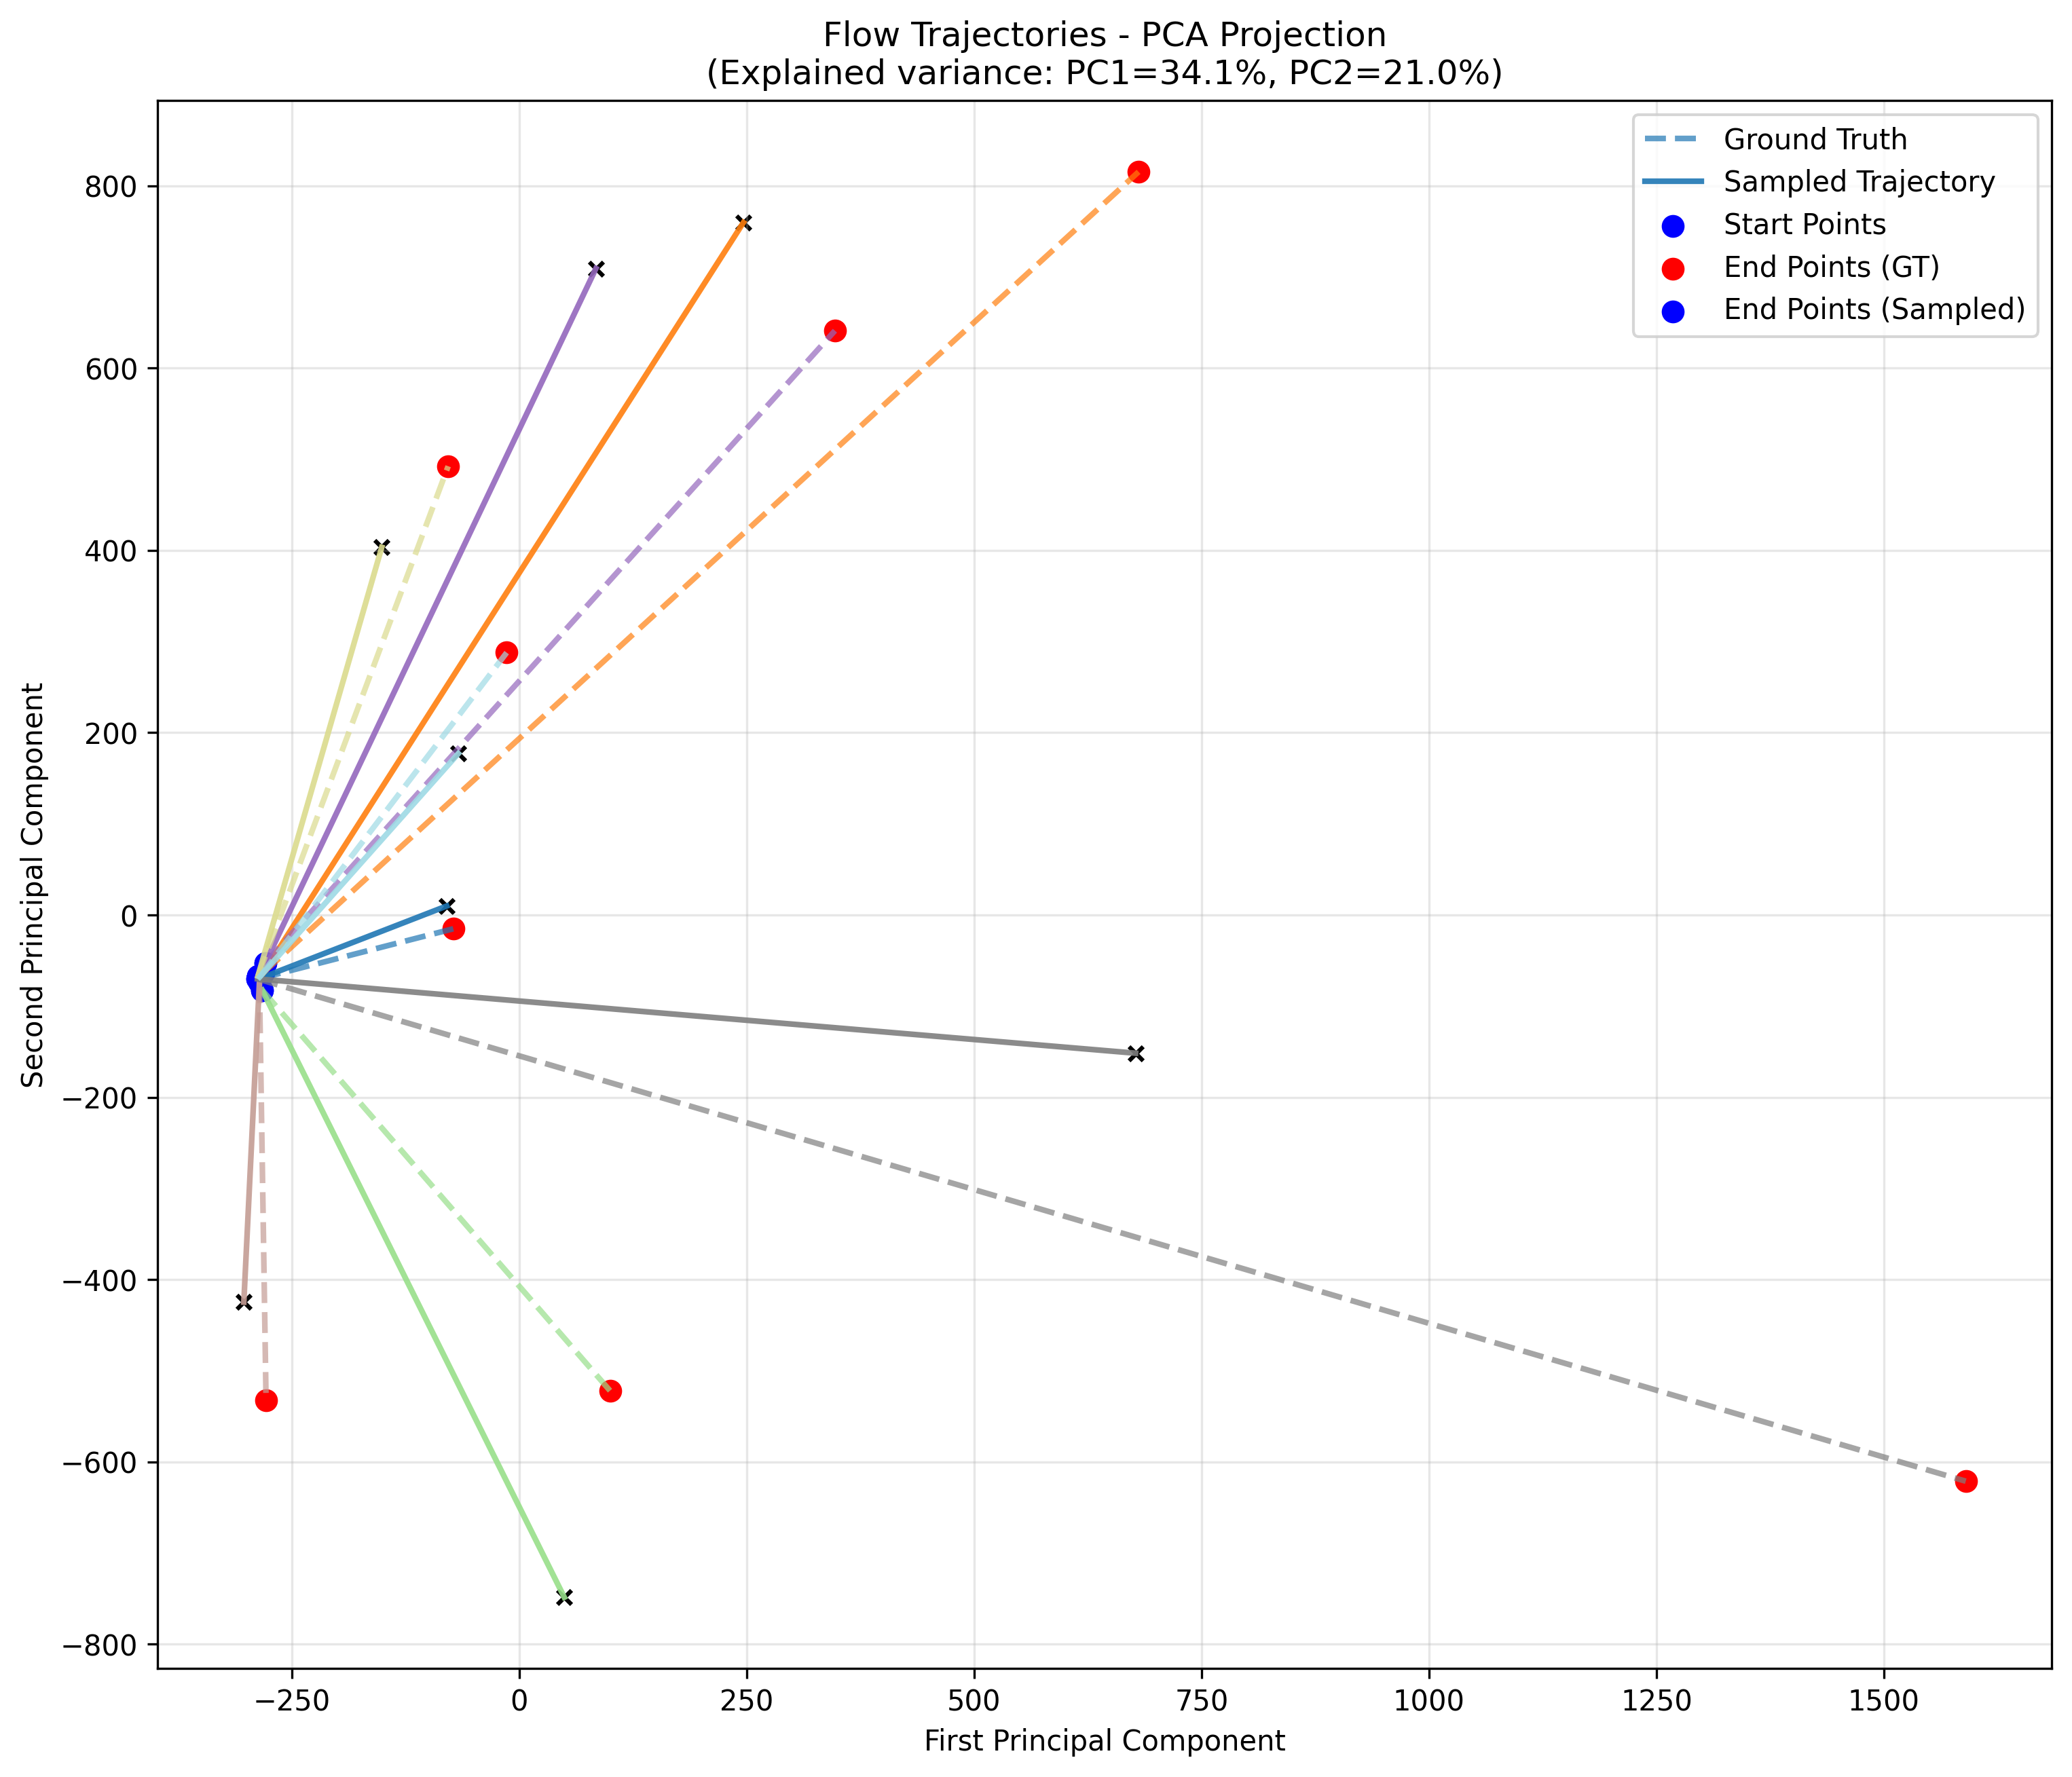 Flow Trajectories - PCA Projection
(Explained variance: PC1=34.1%, PC2=21.0%)
Ground Truth
Sampled Trajectory
Start Points
End Points (GT)
End Points (Sampled)
800
600
400
200
0
−200
−400
−600
−800
Second Principal Component
−250
0
250
500
750
1000
1250
1500
First Principal Component